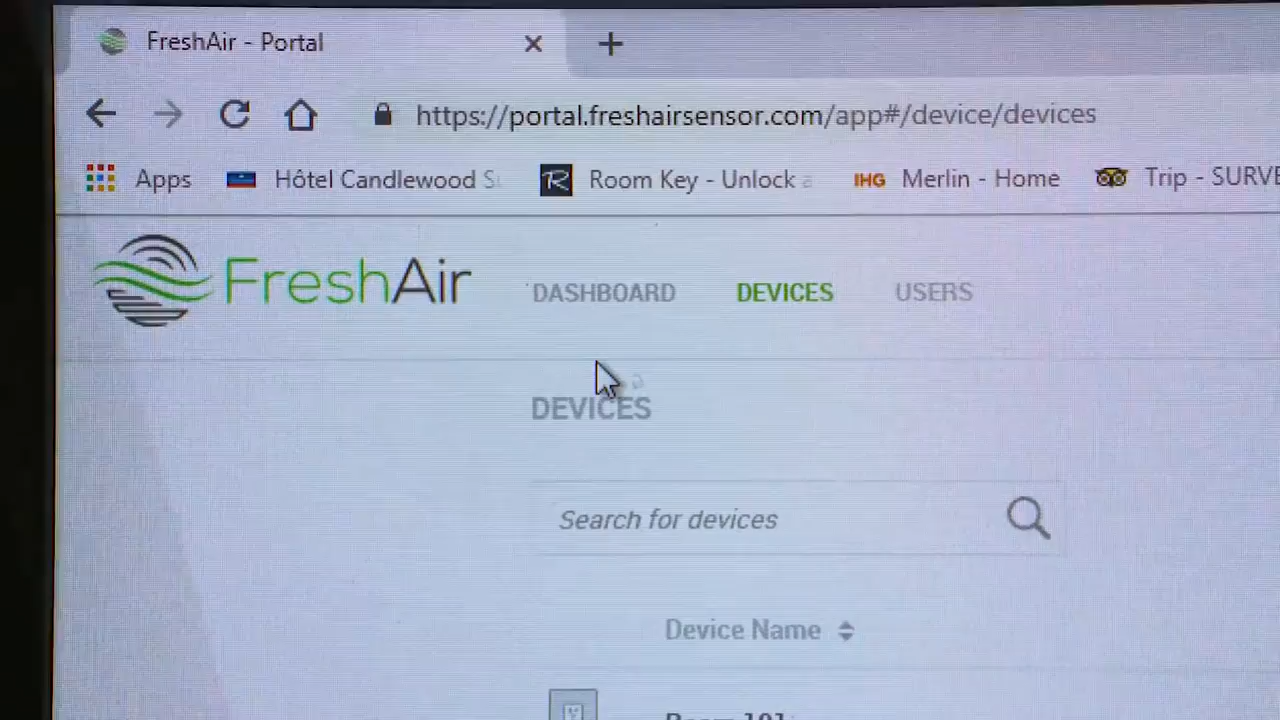 FreshAir - Portal
https://portal.freshairsensor.com/app#/device/devices
Apps Hôtel Candlewood Room Key - Unlock IHG Merlin - Home Trip - SURVE
FreshAir DASHBOARD DEVICES USERS
DEVICES
Search for devices
Device Name